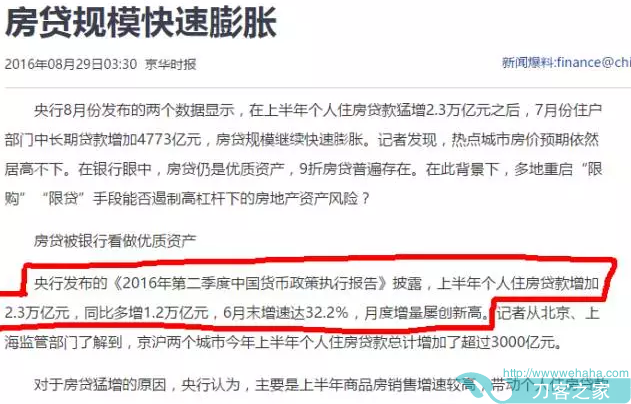 房贷规模快速膨胀
2016年08月29日03:30 京华时报
新闻爆料:finance@chi
央行8月份发布的两个数据显示，在上半年个人住房贷款猛增2.3万亿元之后，7月份住户
部门中长期贷款增加4773亿元，房贷规模继续快速膨胀。记者发现，热点城市房价预期依然
居高不下。在银行眼中，房贷仍是优质资产，9折房贷普遍存在。在此背景下，多地重启“限
购”“限贷”手段能否遏制高杠杆下的房地产资产风险？
房贷被银行看做优质资产
央行发布的《2016年第二季度中国货币政策执行报告》披露，上半年个人住房贷款增加
2.3万亿元，同比多增1.2万亿元，6月末增速达32.2%，月度增量屡创新高。记者从北京、上
海监管部门了解到，京沪两个城市今年上半年个人住房贷款总计增加了超过3000亿元。
对于房贷猛增的原因，央行认为，主要是上半年商品房销售增速较高，带动个人住房贷款
http://www.wehaha.com
力客之家